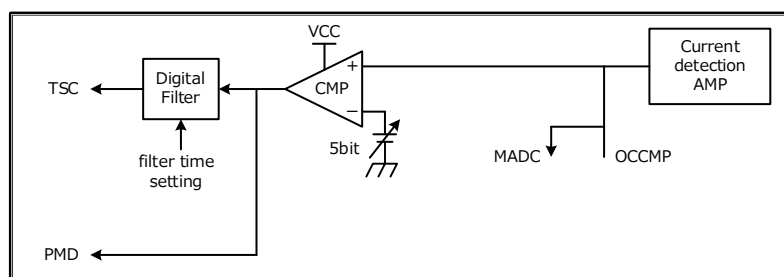 VCC
Current
detection
AMP
TSC
Digital
Filter
CMP
+
−
5bit
filter time
setting
MADC
OCCMP
PMD